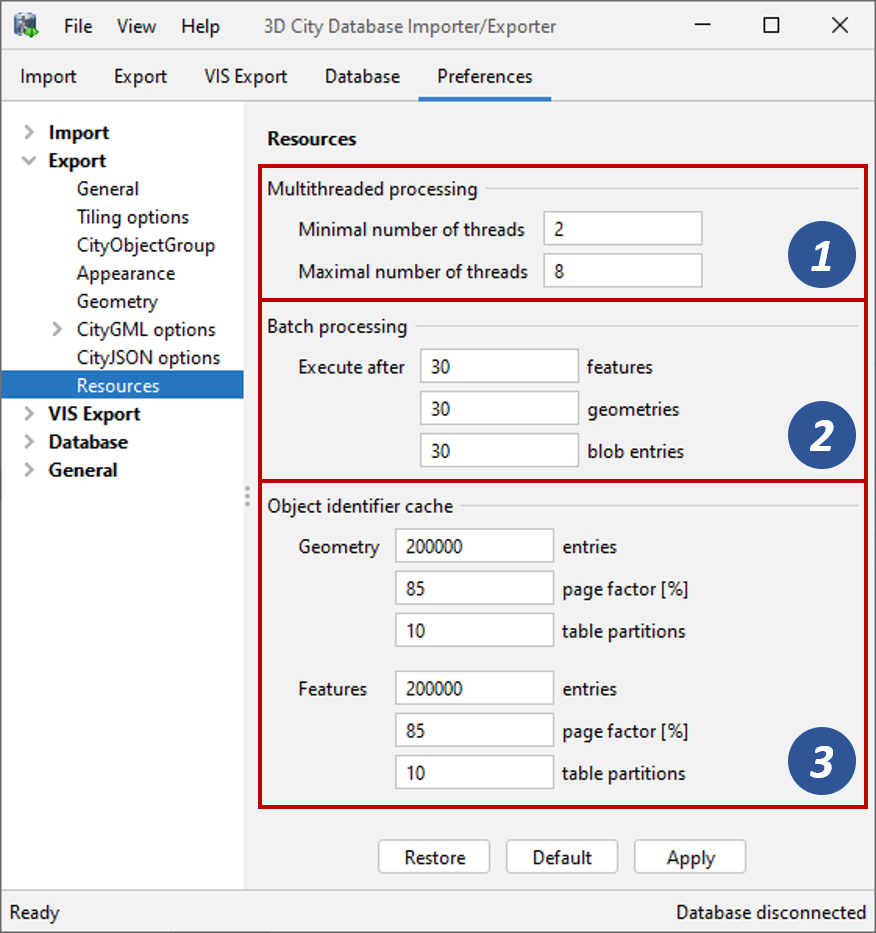 File View Help 3D City Database Importer/Exporter
Import Export VIS Export Database Preferences
Import
Export
General
Tiling options
CityObjectGroup
Appearance
Geometry
CityGML options
CityJSON options
Resources
VIS Export
Database
General
Resources
Multithreaded processing
Minimal number of threads 2
Maximal number of threads 8
1
Batch processing
Execute after 30 features
30 geometries
30 blob entries
2
Object identifier cache
Geometry 200000 entries
85 page factor [%]
10 table partitions
Features 200000 entries
85 page factor [%]
10 table partitions
3
Restore Default Apply
Ready Database disconnected